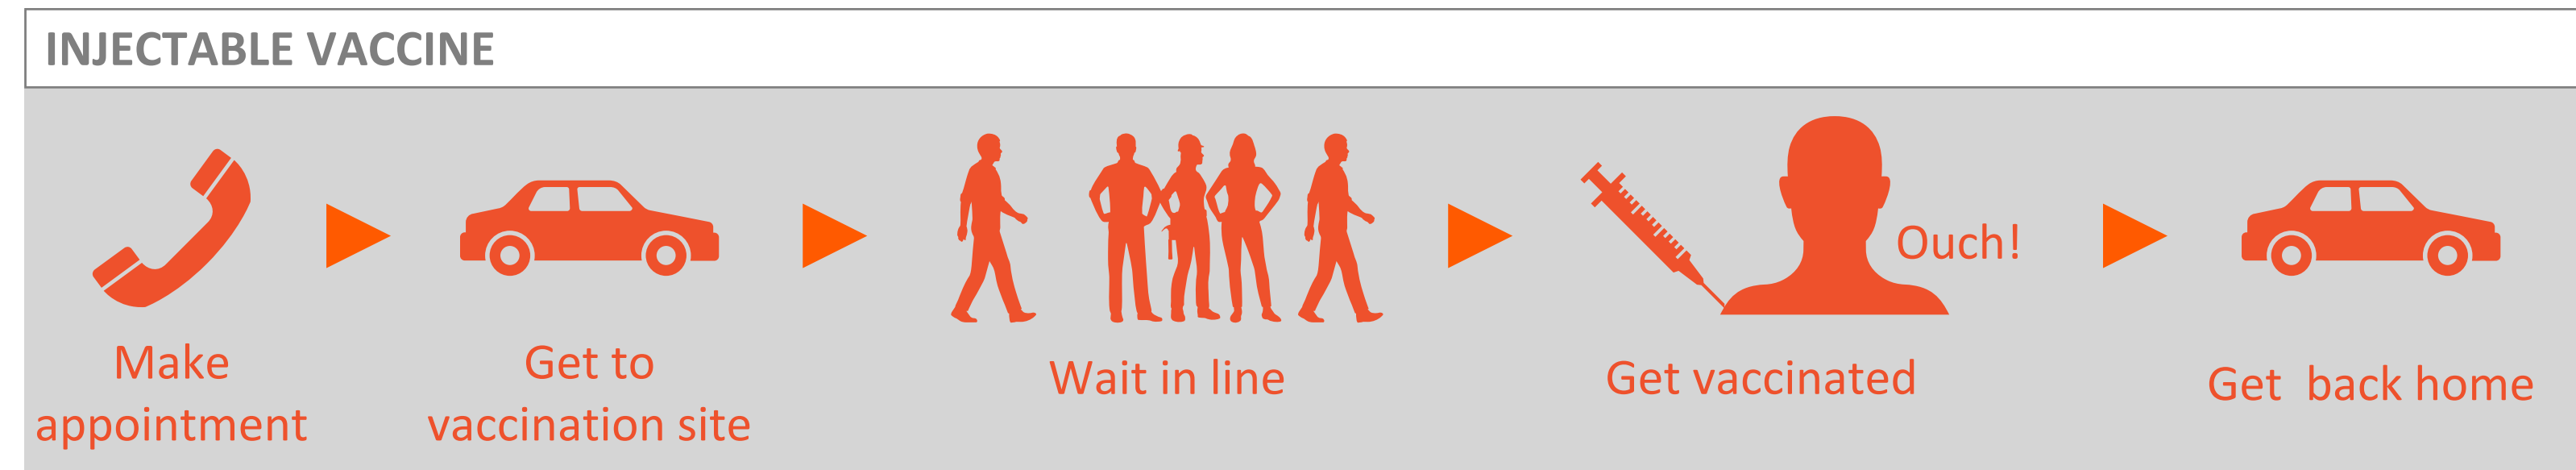 INJECTABLE VACCINE
Make
appointment
Get to
vaccination site
Wait in line
Ouch!
Get vaccinated
Get  back home